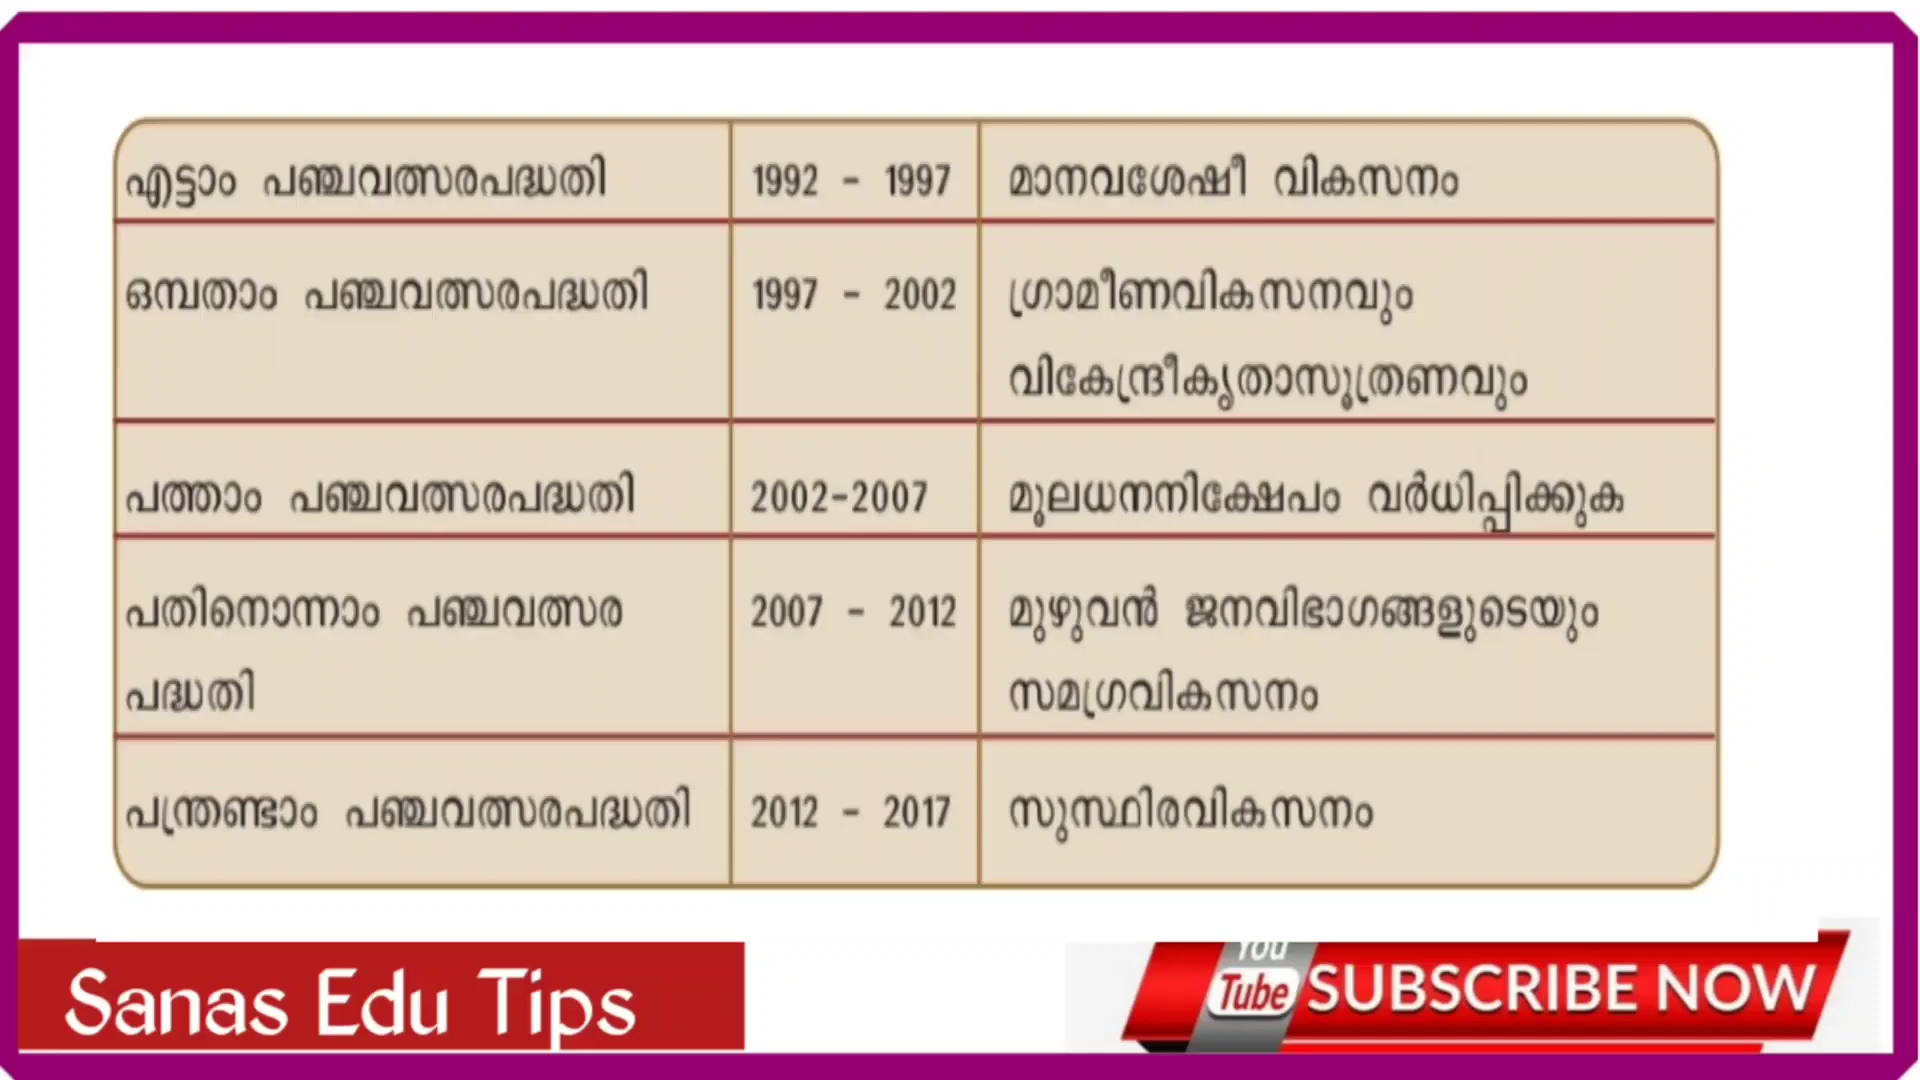 എട്ടാം പഞ്ചവത്സരപദ്ധതി 1992 - 1997 മാനവശേഷീ വികസനം
ഒമ്പതാം പഞ്ചവത്സരപദ്ധതി 1997 - 2002 ഗ്രാമീണവികസനവും
വികേന്ദ്രീകൃതാസൂത്രണവും
പത്താം പഞ്ചവത്സരപദ്ധതി 2002-2007 മൂലധനനിക്ഷേപം വർധിപ്പിക്കുക
പതിനൊന്നാം പഞ്ചവത്സര 2007 - 2012 മുഴുവൻ ജനവിഭാഗങ്ങളുടെയും
പദ്ധതി സമഗ്രവികസനം
പന്ത്രണ്ടാം പഞ്ചവത്സരപദ്ധതി 2012 - 2017 സുസ്ഥിരവികസനം
Sanas Edu Tips
You
Tube SUBSCRIBE NOW